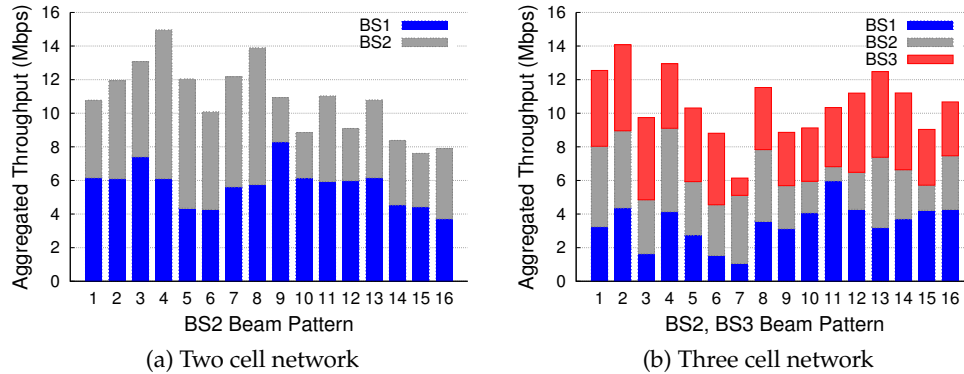 Aggregated Throughput (Mbps)
16
14
12
10
8
6
4
2
0
BS1
BS2
1 2 3 4 5 6 7 8 9 10 11 12 13 14 15 16
BS2 Beam Pattern
(a) Two cell network
Aggregated Throughput (Mbps)
16
14
12
10
8
6
4
2
0
BS1
BS2
BS3
1 2 3 4 5 6 7 8 9 10 11 12 13 14 15 16
BS2, BS3 Beam Pattern
(b) Three cell network